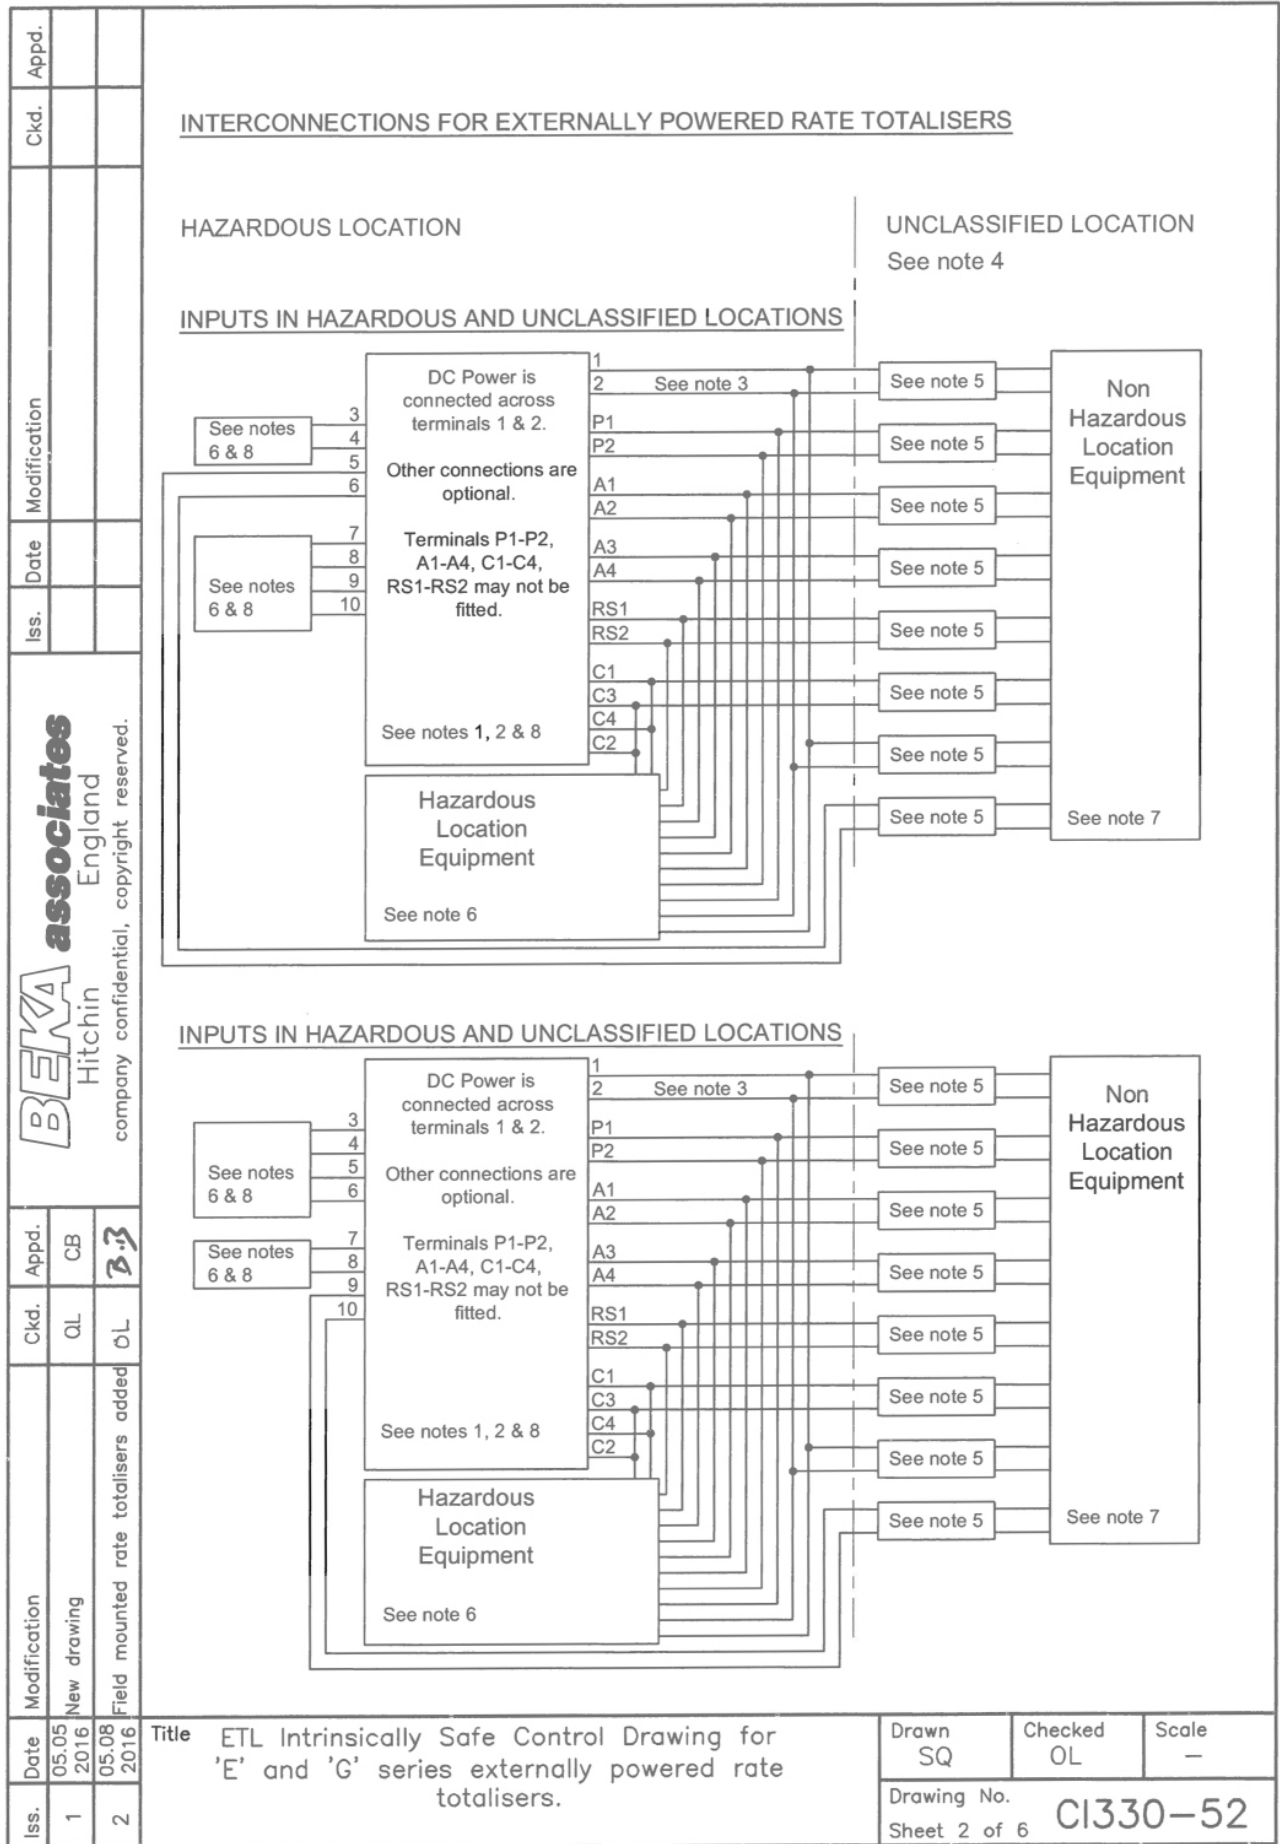 INTERCONNECTIONS FOR EXTERNALLY POWERED RATE TOTALISERS
HAZARDOUS LOCATION
UNCLASSIFIED LOCATION
See note 4
INPUTS IN HAZARDOUS AND UNCLASSIFIED LOCATIONS
DC Power is
connected across
terminals 1 & 2.
Other connections are
optional.
Terminals P1-P2,
A1-A4, C1-C4,
RS1-RS2 may not be
fitted.
See notes 1, 2 & 8
See notes
6 & 8
3
4
5
6
See notes
6 & 8
7
8
9
10
1
2
See note 3
P1
P2
A1
A2
A3
A4
RS1
RS2
C1
C3
C4
C2
See note 5
See note 5
See note 5
See note 5
See note 5
See note 5
See note 5
See note 5
Non
Hazardous
Location
Equipment
See note 7
Hazardous
Location
Equipment
See note 6
INPUTS IN HAZARDOUS AND UNCLASSIFIED LOCATIONS
DC Power is
connected across
terminals 1 & 2.
Other connections are
optional.
Terminals P1-P2,
A1-A4, C1-C4,
RS1-RS2 may not be
fitted.
See notes 1, 2 & 8
See notes
6 & 8
3
4
5
6
See notes
6 & 8
7
8
9
10
1
2
See note 3
P1
P2
A1
A2
A3
A4
RS1
RS2
C1
C3
C4
C2
See note 5
See note 5
See note 5
See note 5
See note 5
See note 5
See note 5
See note 5
Non
Hazardous
Location
Equipment
See note 7
Hazardous
Location
Equipment
See note 6
Title ETL Intrinsically Safe Control Drawing for
'E' and 'G' series externally powered rate
totalisers.
Drawn
SQ
Checked
OL
Scale
—
Drawing No.
Sheet 2 of 6
CI330-52
Iss. Date Modification Ckd. Appd.
1 05.05 2016 New drawing QL CB
2 05.08 2016 Field mounted rate totalisers added OL B.B
BEKA associates
Hitchin England
company confidential, copyright reserved.
Iss. Date Modification Ckd. Appd.